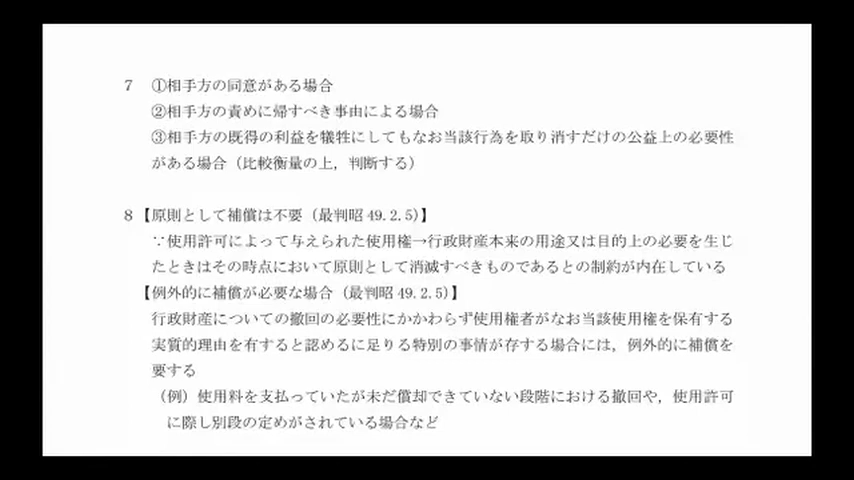 7 ①相手方の同意がある場合
②相手方の責めに帰すべき事由による場合
③相手方の既得の利益を犠牲にしてもなお当該行為を取り消すだけの公益上の必要性
がある場合（比較衡量の上，判断する）
8【原則として補償は不要（最判昭 49.2.5）】
∵使用許可によって与えられた使用権→行政財産本来の用途又は目的上の必要を生じ
たときはその時点において原則として消滅すべきものであるとの制約が内在している
【例外的に補償が必要な場合（最判昭 49.2.5）】
行政財産についての撤回の必要性にかかわらず使用権者がなお当該使用権を保有する
実質的理由を有すると認めるに足りる特別の事情が存する場合には，例外的に補償を
要する
（例）使用料を支払っていたが未だ償却できていない段階における撤回や，使用許可
に際し別段の定めがされている場合など